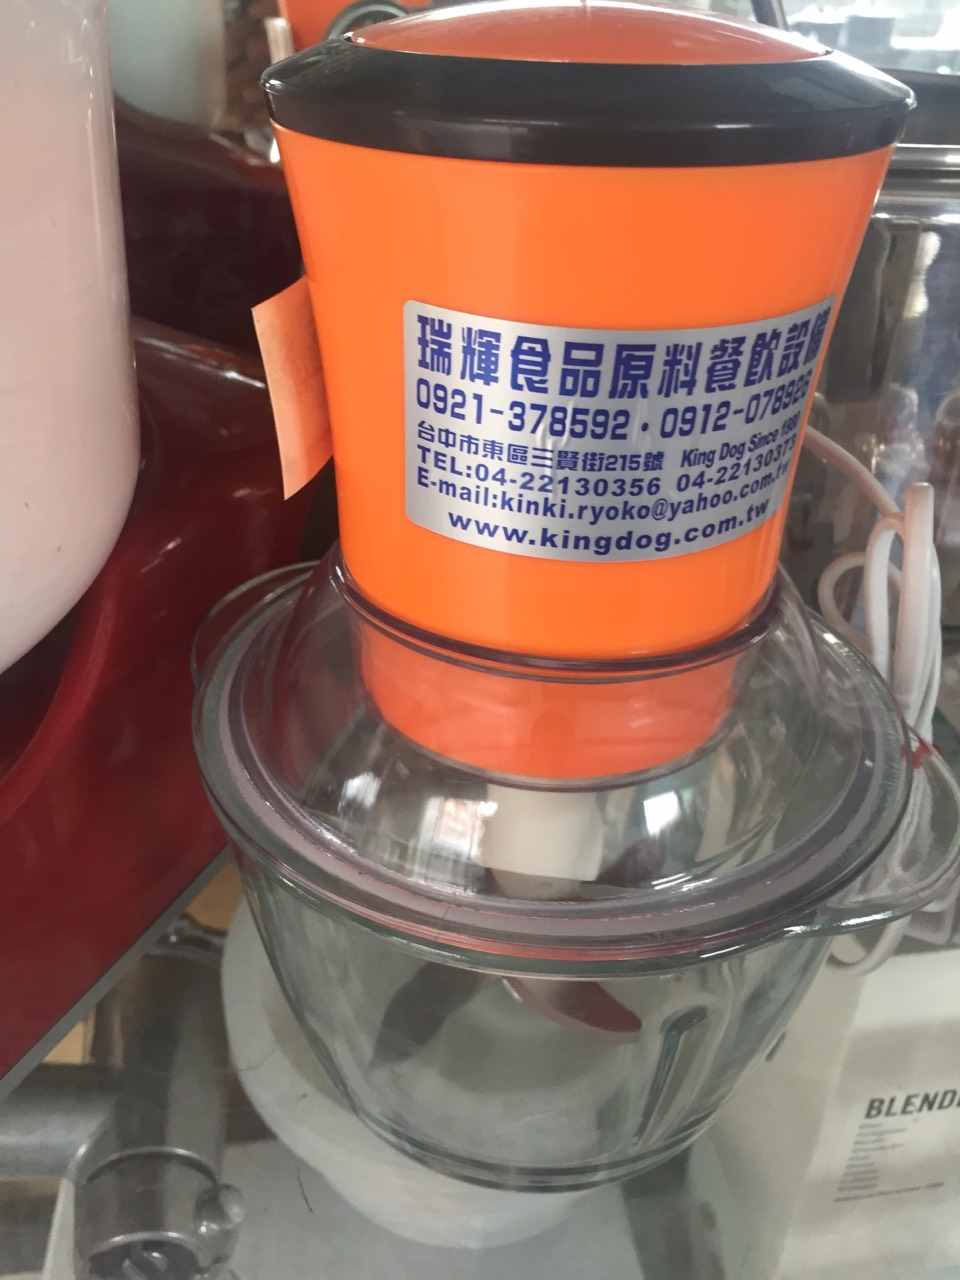 瑞輝食品原料餐飲設備
0921-378592·0912-078926
台中市東區三賢街215號 King Dog Since
TEL:04-22130356 04-2213037
E-mail:kinki.ryoko@yahoo.com.tw
www.kingdog.com.tw